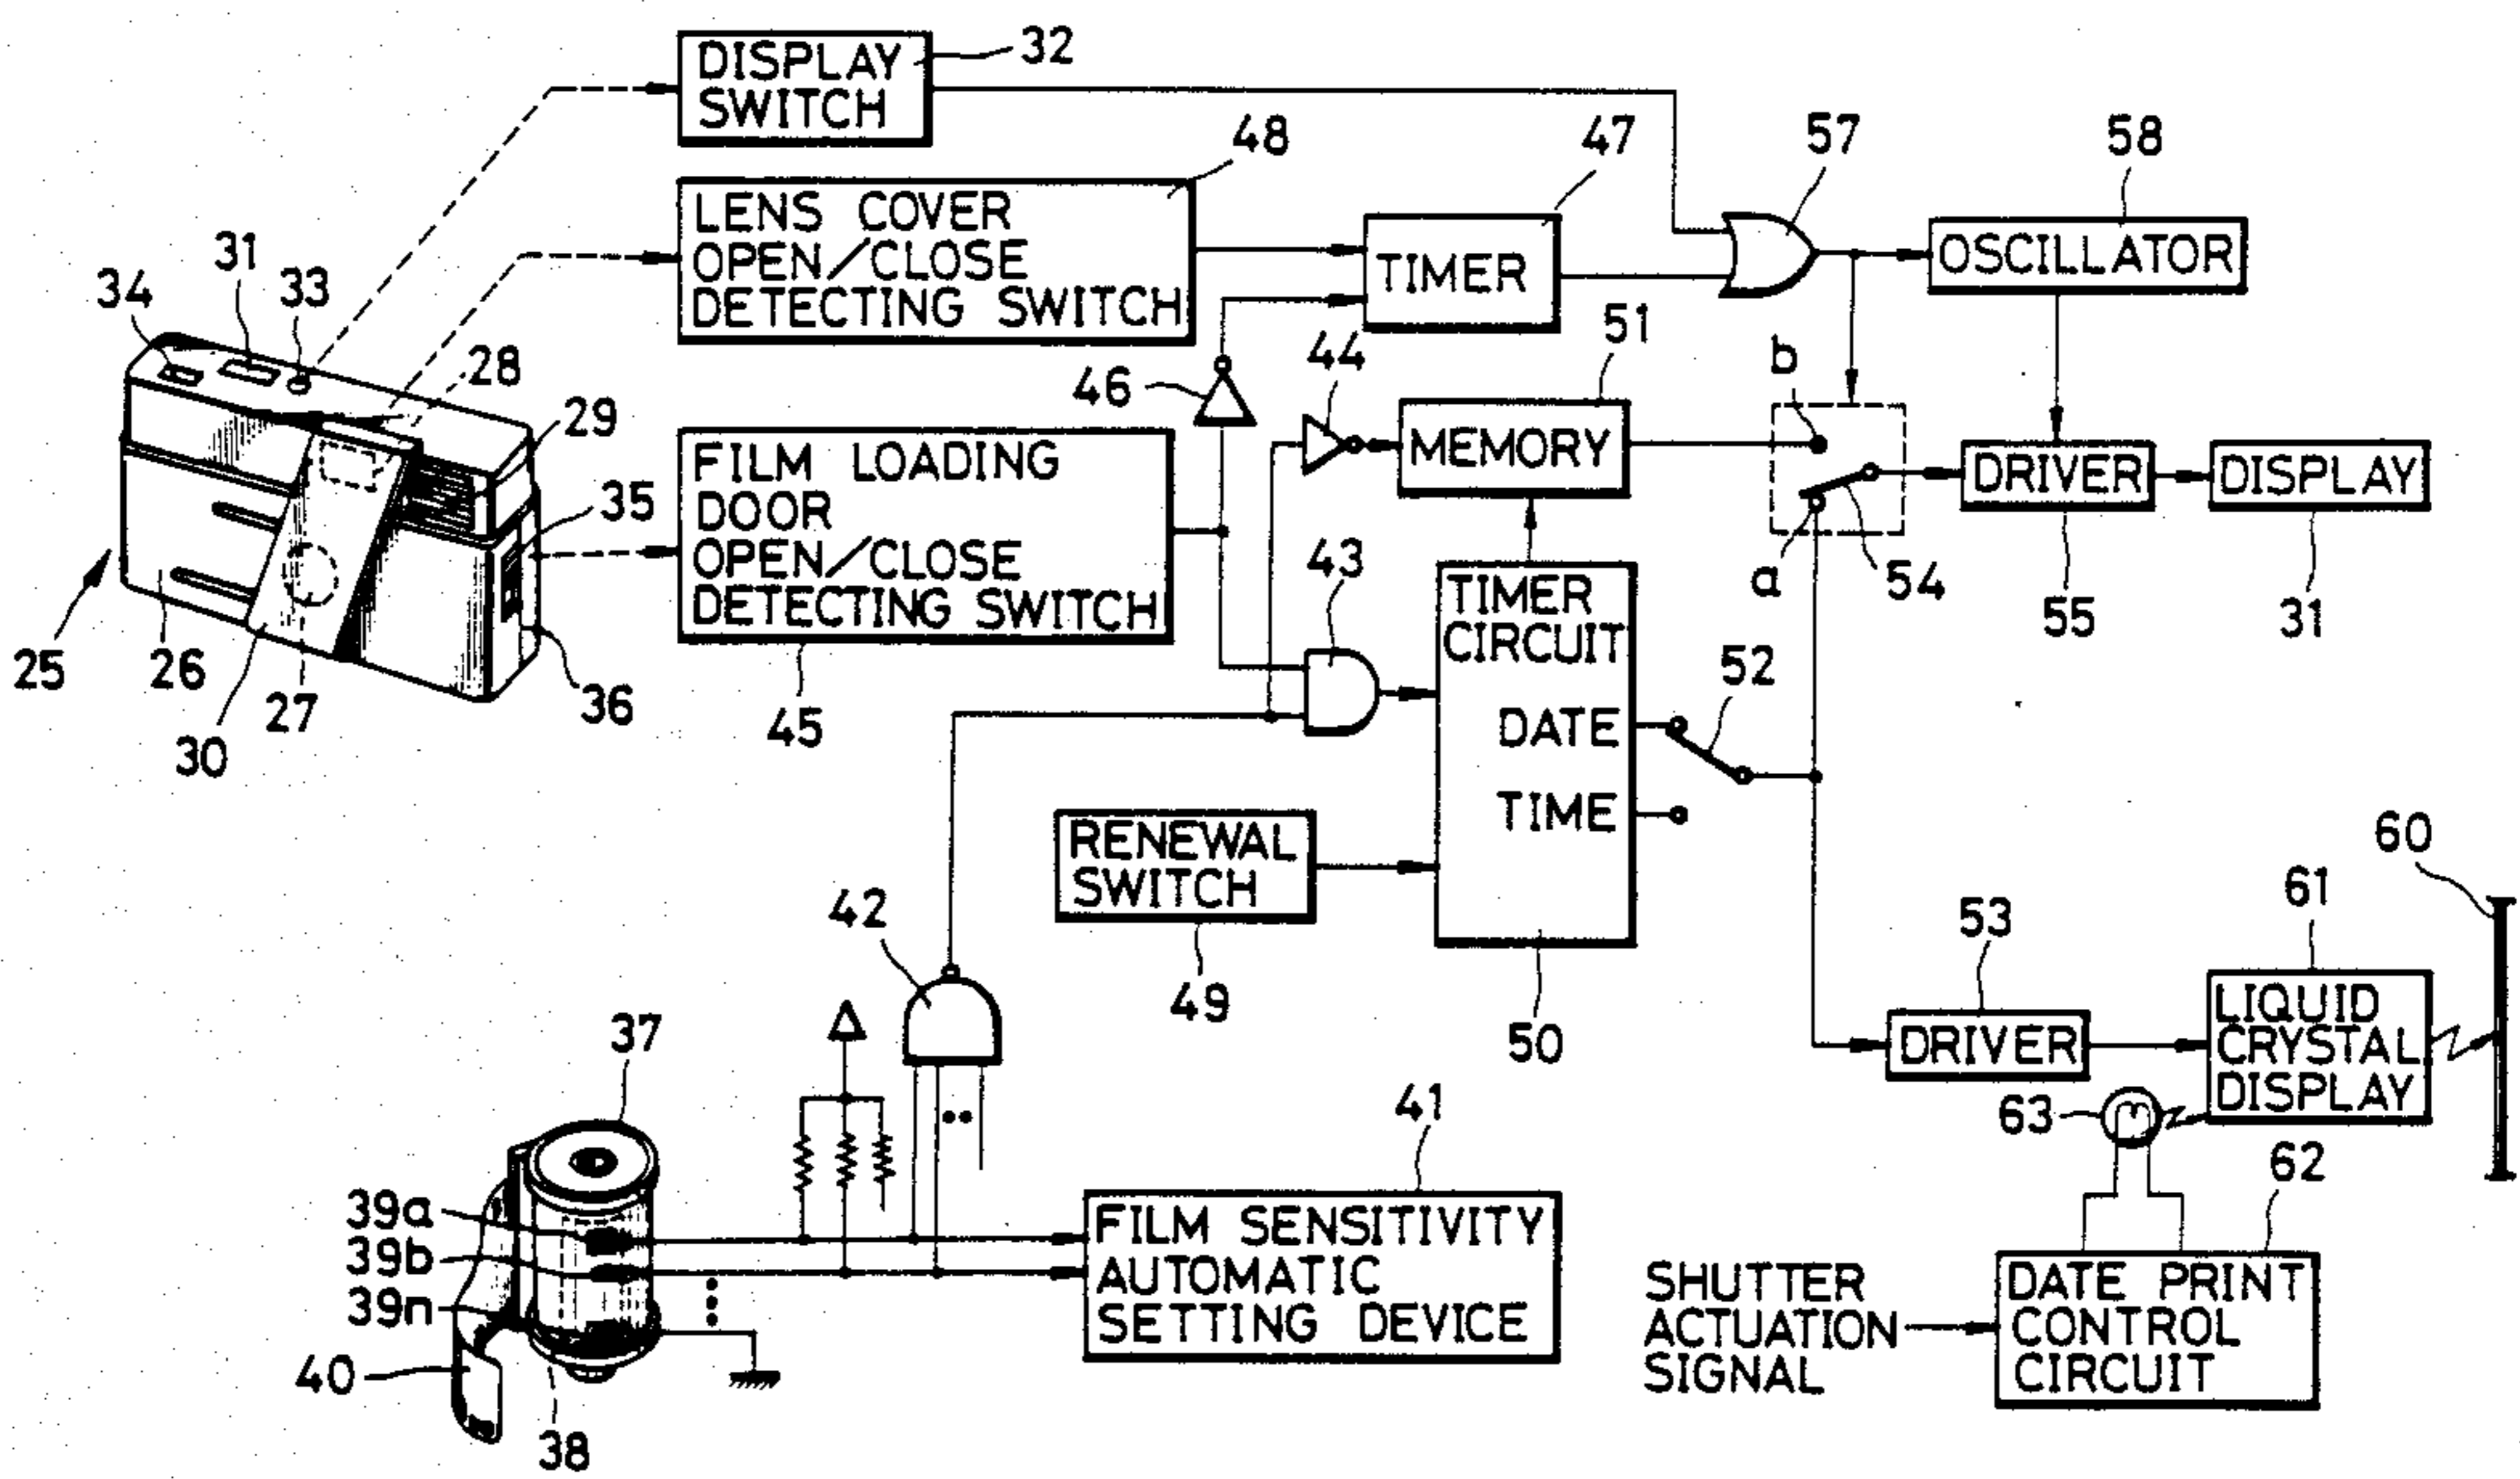 DISPLAY
SWITCH
32
LENS COVER
OPEN/CLOSE
DETECTING SWITCH
48
TIMER
47
57
OSCILLATOR
58
34
31
33
28
29
35
25
26
30
27
36
FILM LOADING
DOOR
OPEN/CLOSE
DETECTING SWITCH
45
46
44
MEMORY
51
b
a
54
DRIVER
55
DISPLAY
31
43
TIMER
CIRCUIT
DATE
TIME
50
52
RENEWAL
SWITCH
49
42
53
DRIVER
61
LIQUID
CRYSTAL
DISPLAY
60
63
62
37
39a
39b
39n
40
38
41
FILM SENSITIVITY
AUTOMATIC
SETTING DEVICE
SHUTTER
ACTUATION
SIGNAL
DATE PRINT
CONTROL
CIRCUIT